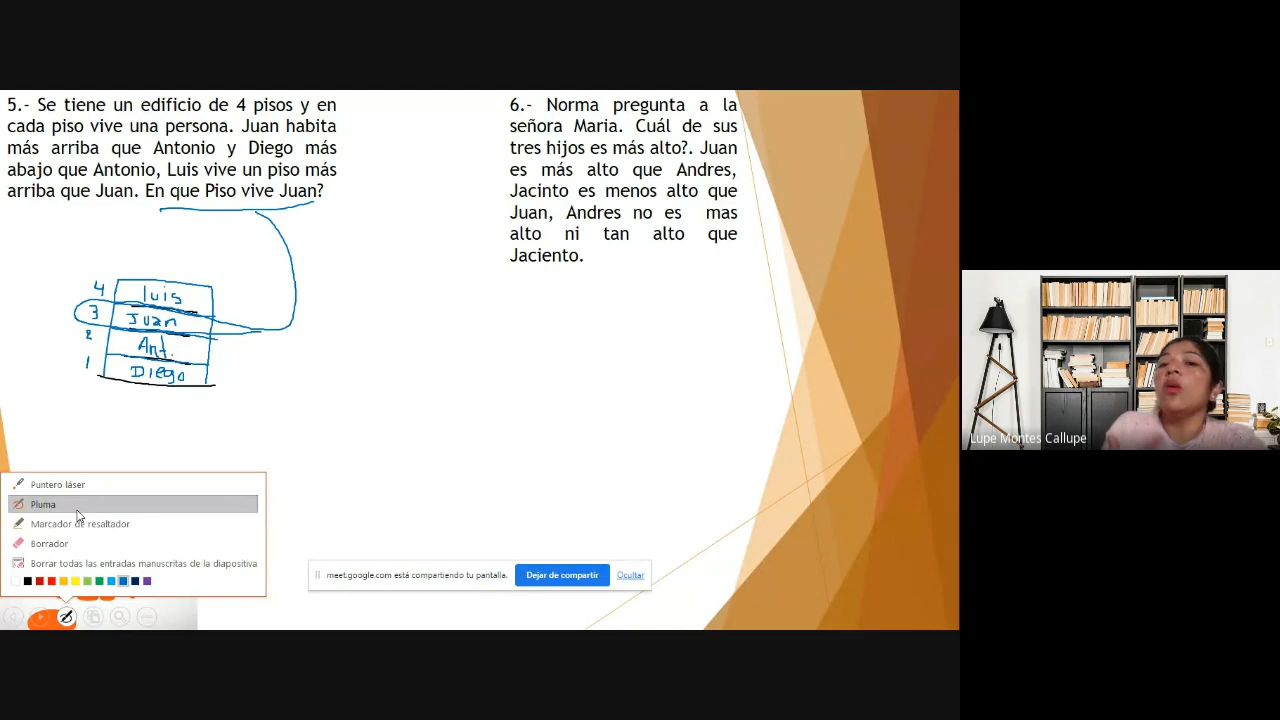 5.- Se tiene un edificio de 4 pisos y en
cada piso vive una persona. Juan habita
más arriba que Antonio y Diego más
abajo que Antonio, Luis vive un piso más
arriba que Juan. En que Piso vive Juan?
4 luis
3 Juan
2 Ant.
1 Diego
6.- Norma pregunta a la
señora Maria. Cuál de sus
tres hijos es más alto?. Juan
es más alto que Andres,
Jacinto es menos alto que
Juan, Andres no es mas
alto ni tan alto que
Jaciento.
Lupe Montes Callupe
Puntero láser
Pluma
Marcador de resaltador
Borrador
Borrar todas las entradas manuscritas de la diapositiva
meet.google.com está compartiendo tu pantalla.
Dejar de compartir
Ocultar